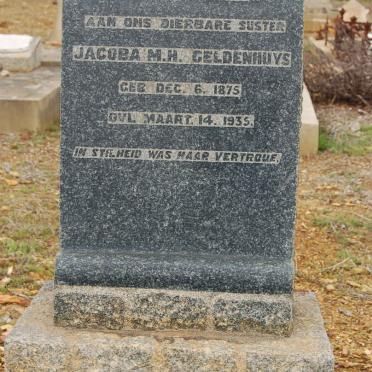 AAN ONS DIERBARE SUSTER
JACOBA M.H. GELDENHUYS
GEB. DEC. 6. 1875
OVL. MAART. 14. 1935.
IN STILHEID WAS HAAR VERTROUE.